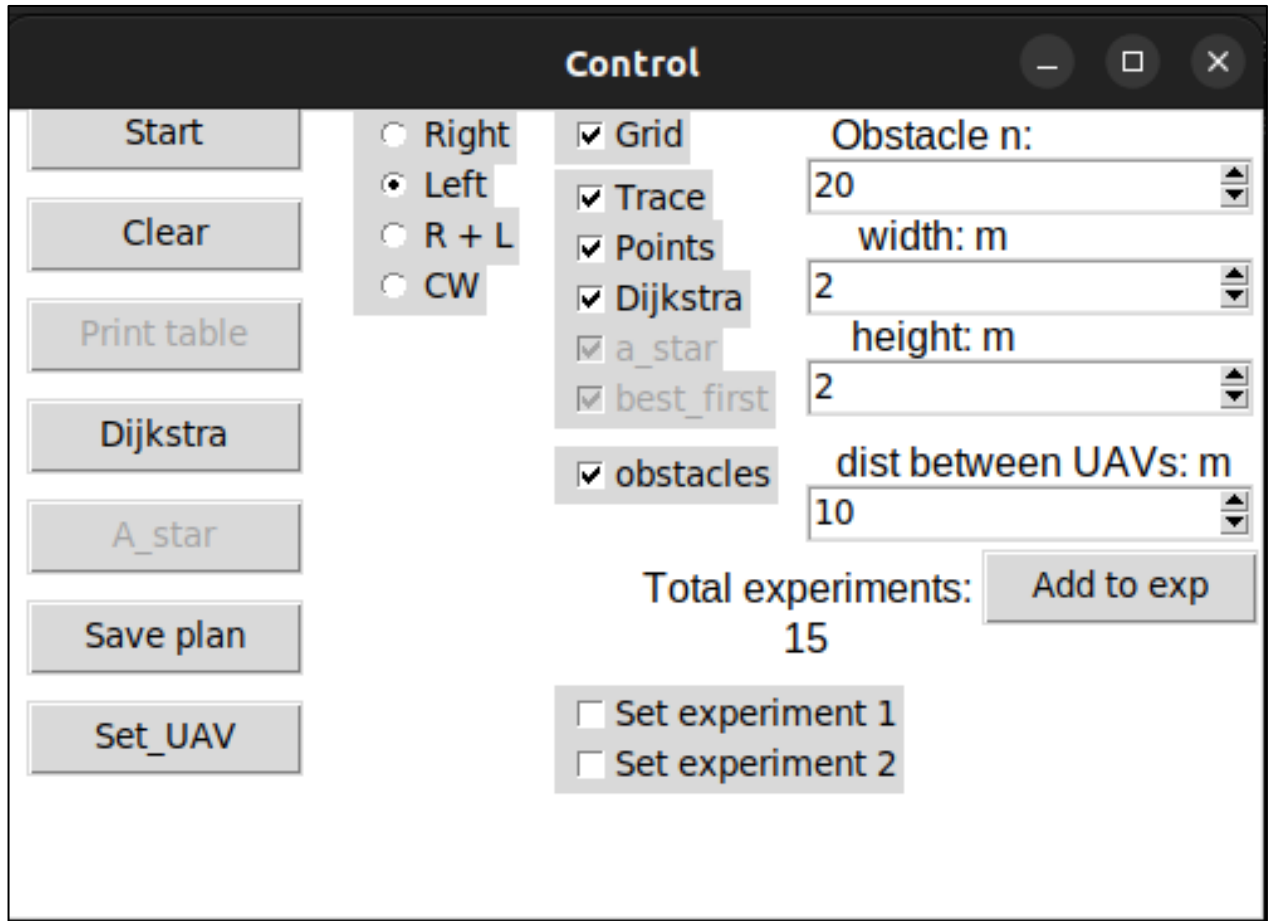 Control
Start
Clear
Print table
Dijkstra
A_star
Save plan
Set_UAV
Right
Left
R + L
CW
Grid
Trace
Points
Dijkstra
a_star
best_first
obstacles
Obstacle n:
20
width: m
2
height: m
2
dist between UAVs: m
10
Total experiments:
15
Add to exp
Set experiment 1
Set experiment 2